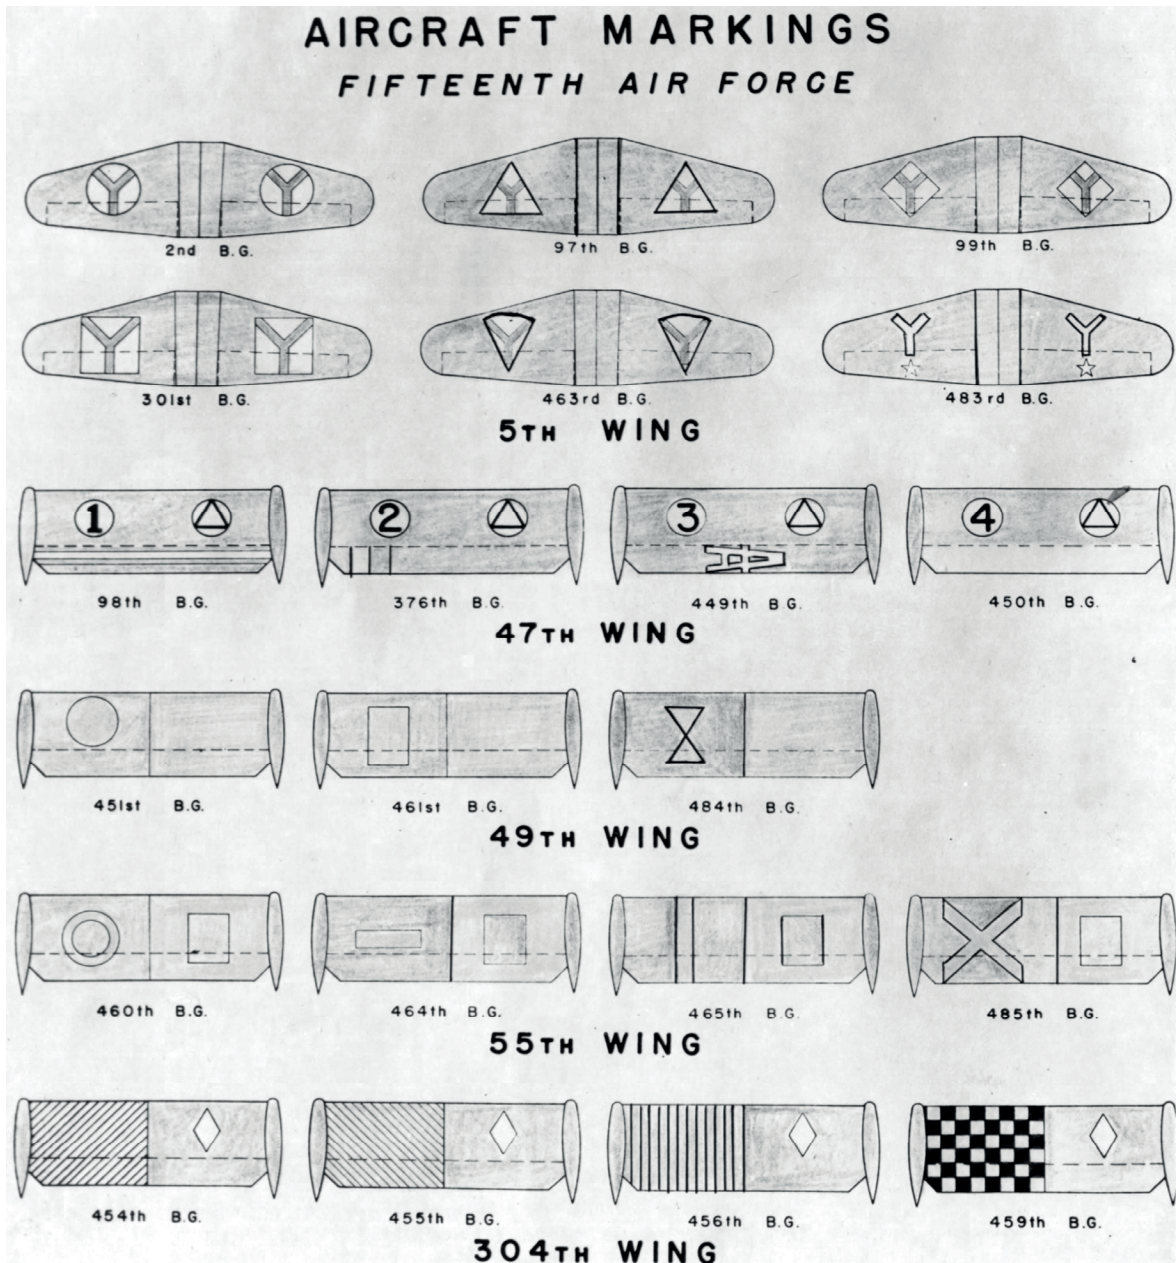 AIRCRAFT MARKINGS
FIFTEENTH AIR FORCE
Y Y Y Y Y Y
2nd B.G. 97th B.G. 99th B.G.
Y Y Y Y Y Y
301st B.G. 463rd B.G. 483rd B.G.
5TH WING
1 2 3 4
98th B.G. 376th B.G. 449th B.G. 450th B.G.
47TH WING
451st B.G. 461st B.G. 484th B.G.
49TH WING
460th B.G. 464th B.G. 465th B.G. 485th B.G.
55TH WING
454th B.G. 455th B.G. 456th B.G. 459th B.G.
304TH WING